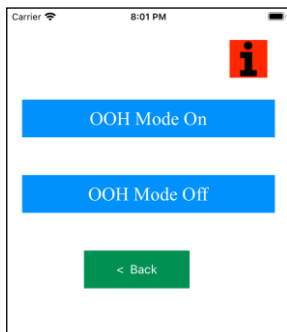 Carrier 8:01 PM
i
OOH Mode On
OOH Mode Off
< Back